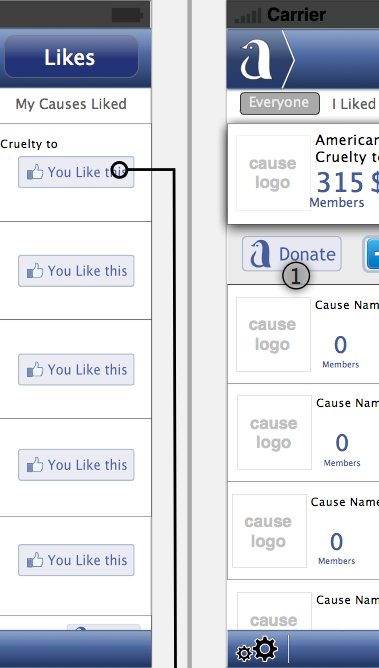 Likes
My Causes Liked
Cruelty to
You Like this
You Like this
You Like this
You Like this
You Like this
Carrier
Everyone
I Liked
cause
logo
American
Cruelty to
315 $
Members
Donate
1
cause
logo
Cause Name
0
Members
cause
logo
Cause Name
0
Members
cause
logo
Cause Name
0
Members
cause
Cause Name